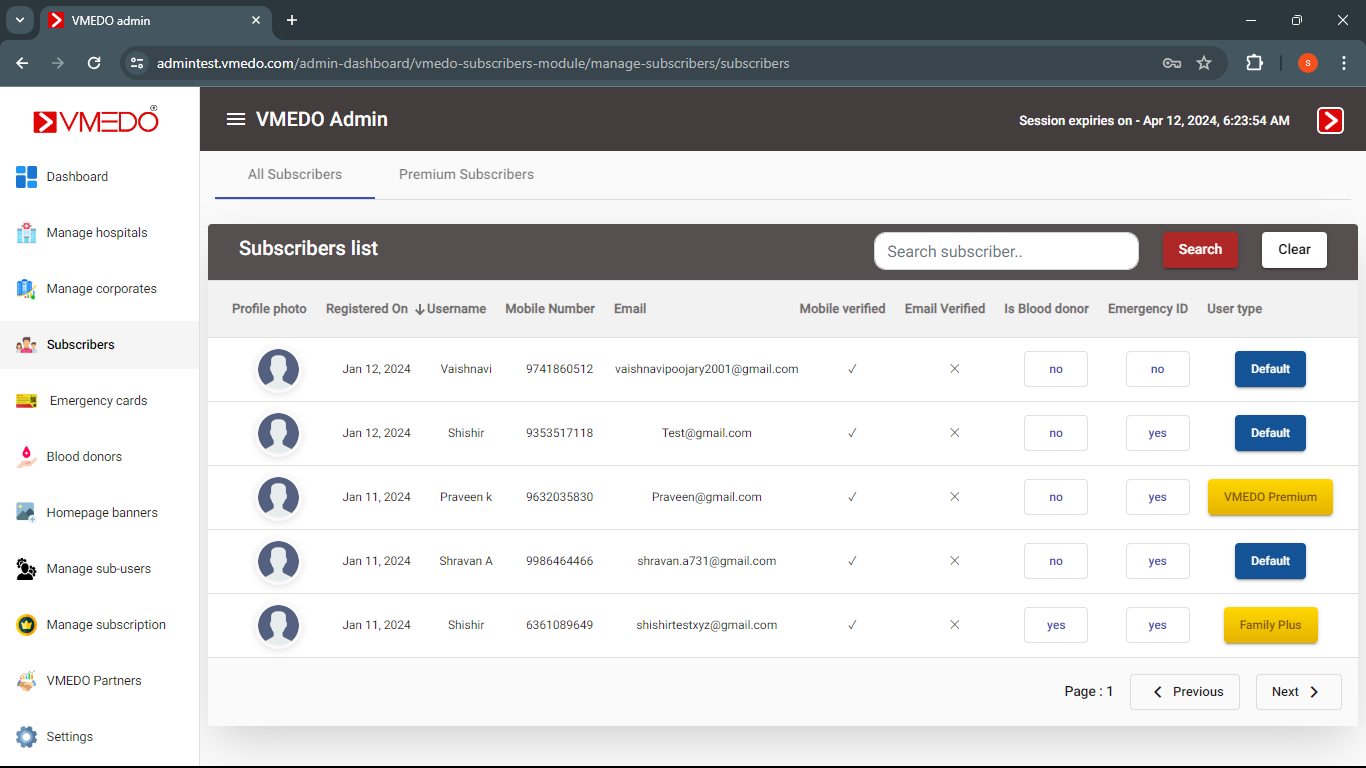 VMEDO admin
admintest.vmedo.com/admin-dashboard/vmedo-subscribers-module/manage-subscribers/subscribers
S
VMEDO®
VMEDO Admin
Session expiries on - Apr 12, 2024, 6:23:54 AM
Dashboard
Manage hospitals
Manage corporates
Subscribers
Emergency cards
Blood donors
Homepage banners
Manage sub-users
Manage subscription
VMEDO Partners
Settings
All Subscribers Premium Subscribers
Subscribers list Search subscriber.. Search Clear
Profile photo Registered On ↓ Username Mobile Number Email Mobile verified Email Verified Is Blood donor Emergency ID User type
Jan 12, 2024 Vaishnavi 9741860512 vaishnavipoojary2001@gmail.com ✓ ✕ no no Default
Jan 12, 2024 Shishir 9353517118 Test@gmail.com ✓ ✕ no yes Default
Jan 11, 2024 Praveen k 9632035830 Praveen@gmail.com ✓ ✕ no yes VMEDO Premium
Jan 11, 2024 Shravan A 9986464466 shravan.a731@gmail.com ✓ ✕ no yes Default
Jan 11, 2024 Shishir 6361089649 shishirtestxyz@gmail.com ✓ ✕ yes yes Family Plus
Page : 1 Previous Next